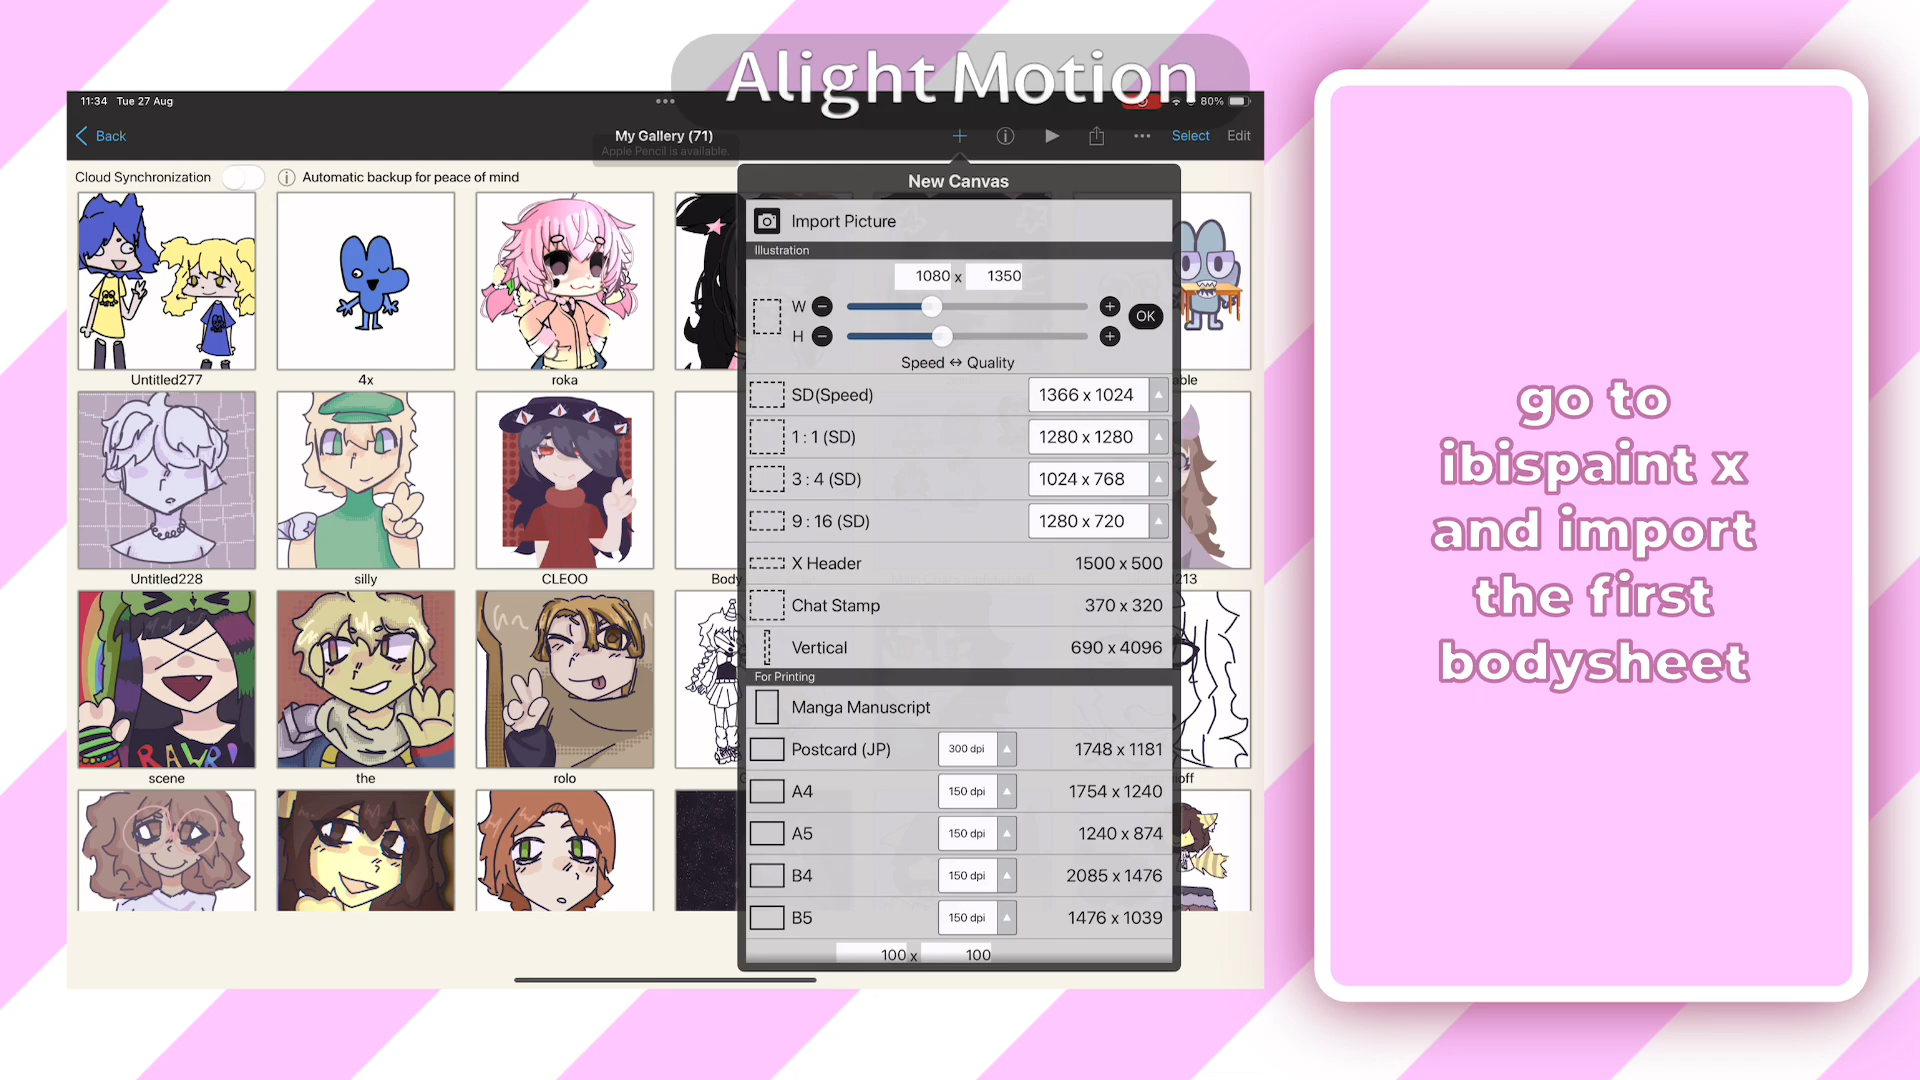 Alight Motion
11:34 Tue 27 Aug
80%
Back
My Gallery (71)
Select
Edit
Apple Pencil is available.
Cloud Synchronization
Automatic backup for peace of mind
New Canvas
Import Picture
Illustration
1080 x 1350
W
OK
H
Speed ↔ Quality
SD(Speed) 1366 x 1024
1 : 1 (SD) 1280 x 1280
3 : 4 (SD) 1024 x 768
9 : 16 (SD) 1280 x 720
X Header 1500 x 500
Chat Stamp 370 x 320
Vertical 690 x 4096
For Printing
Manga Manuscript
Postcard (JP) 300 dpi 1748 x 1181
A4 150 dpi 1754 x 1240
A5 150 dpi 1240 x 874
B4 150 dpi 2085 x 1476
B5 150 dpi 1476 x 1039
100 x 100
Untitled277
4x
roka
able
Untitled228
silly
CLEOO
Body
213
RAWR!
scene
the
rolo
off
go to
ibispaint x
and import
the first
bodysheet